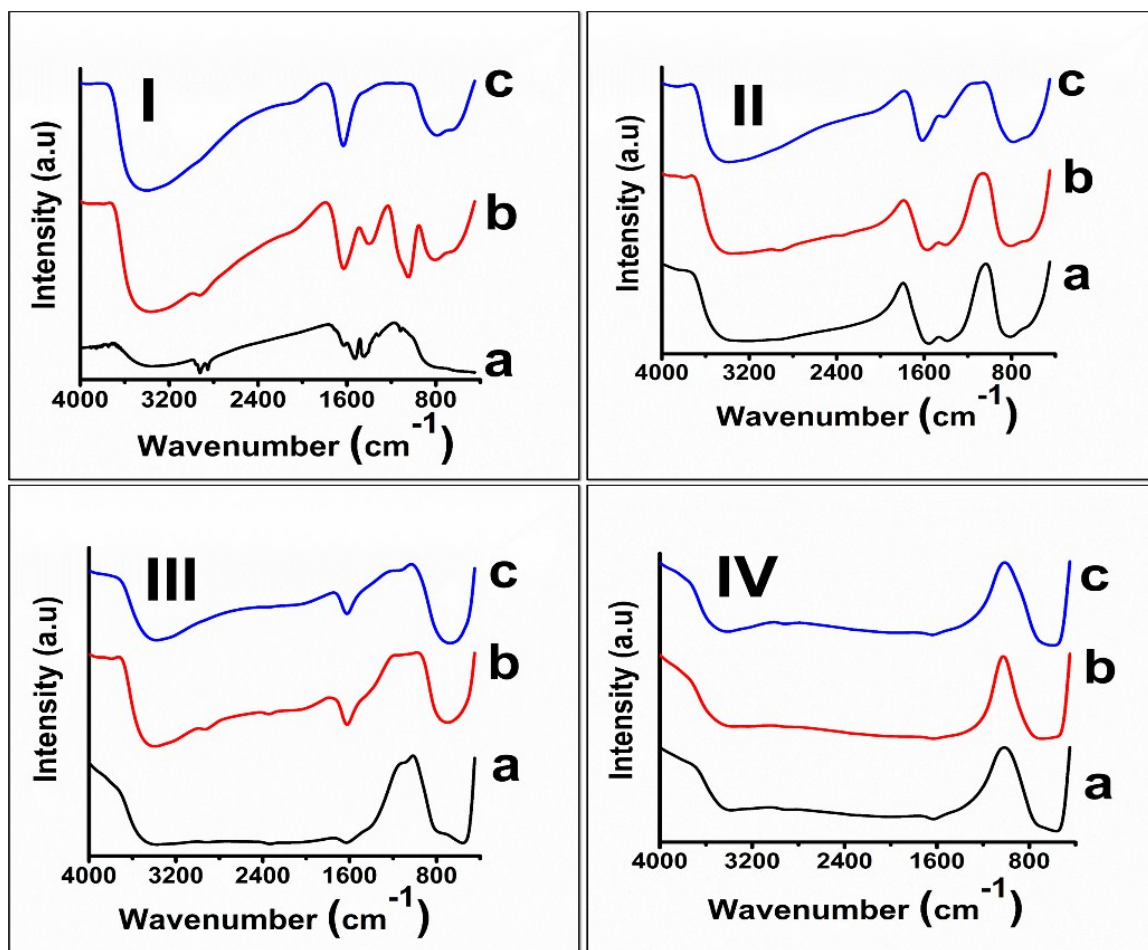 I
c
b
a
Intensity (a.u)
4000 3200 2400 1600 800
Wavenumber (cm-1)
II
c
b
a
Intensity (a.u)
4000 3200 2400 1600 800
Wavenumber (cm-1)
III
c
b
a
Intensity (a.u)
4000 3200 2400 1600 800
Wavenumber (cm-1)
IV
c
b
a
Intensity (a.u)
4000 3200 2400 1600 800
Wavenumber (cm-1)